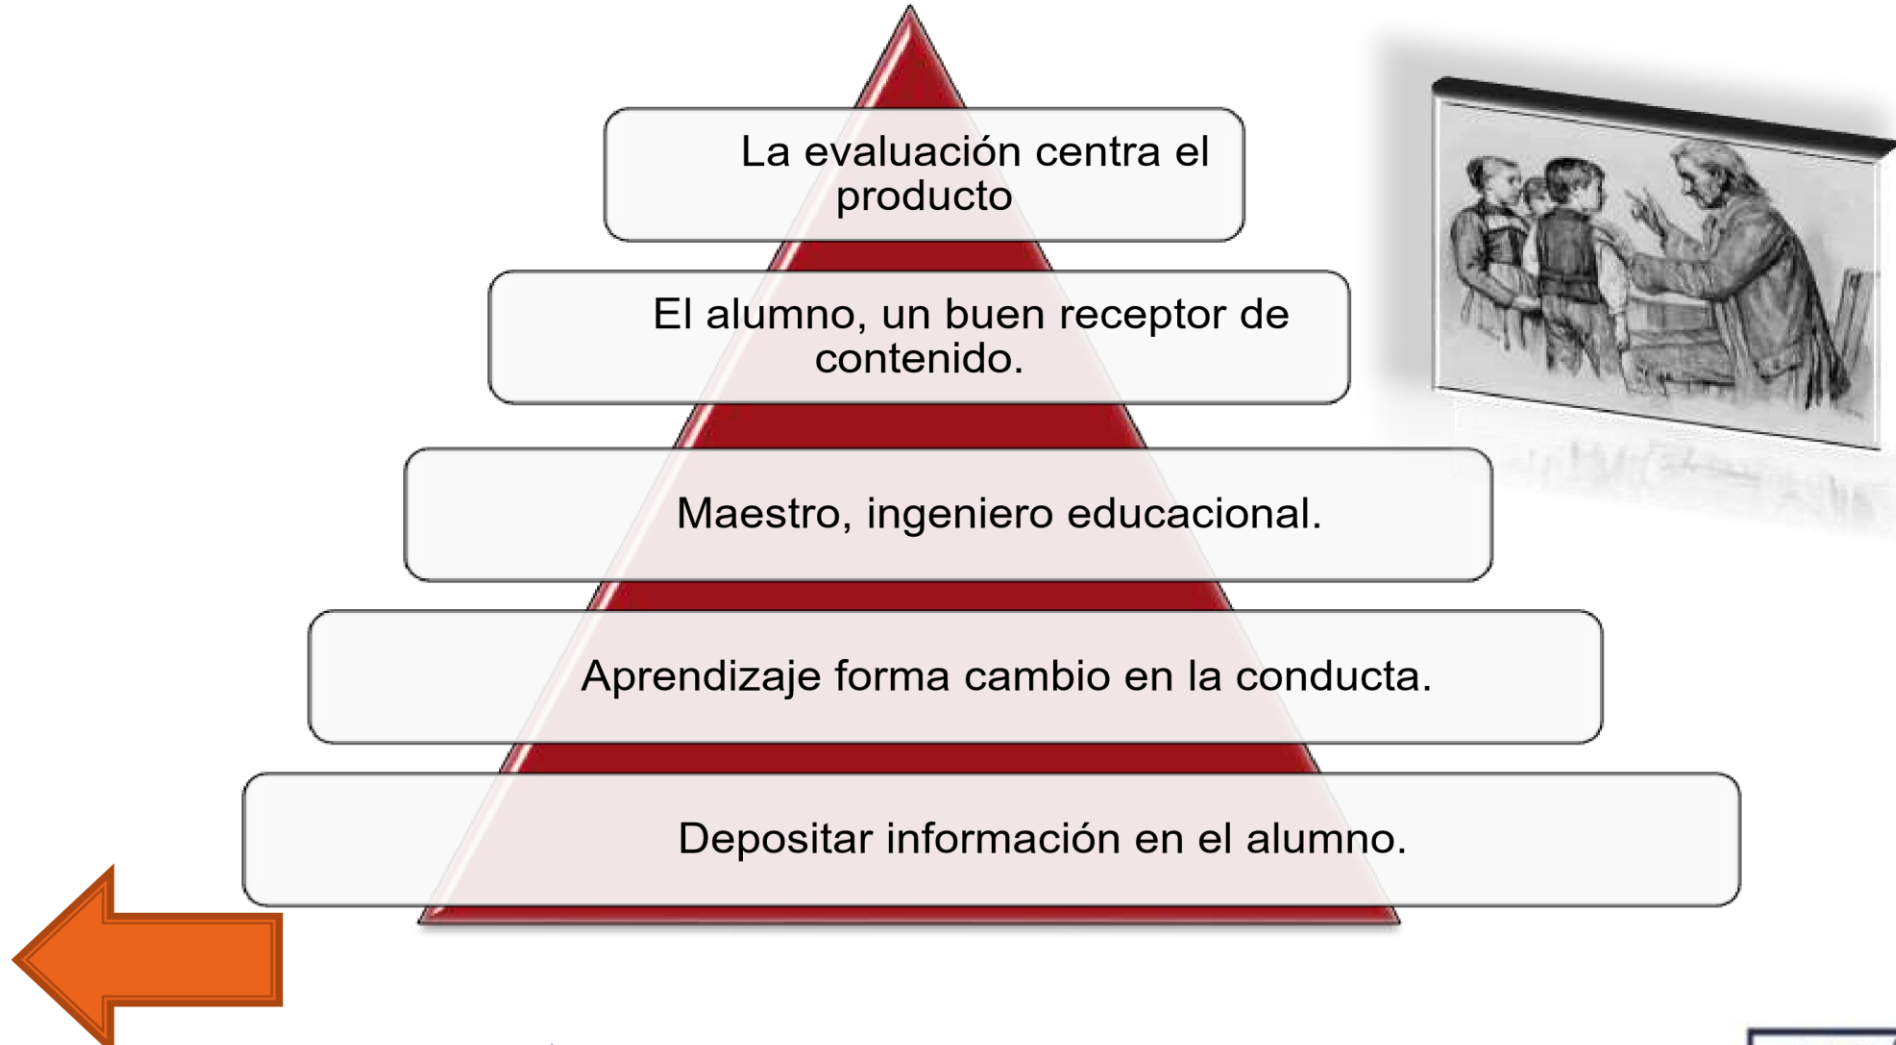 La evaluación centra el
producto
El alumno, un buen receptor de
contenido.
Maestro, ingeniero educacional.
Aprendizaje forma cambio en la conducta.
Depositar información en el alumno.